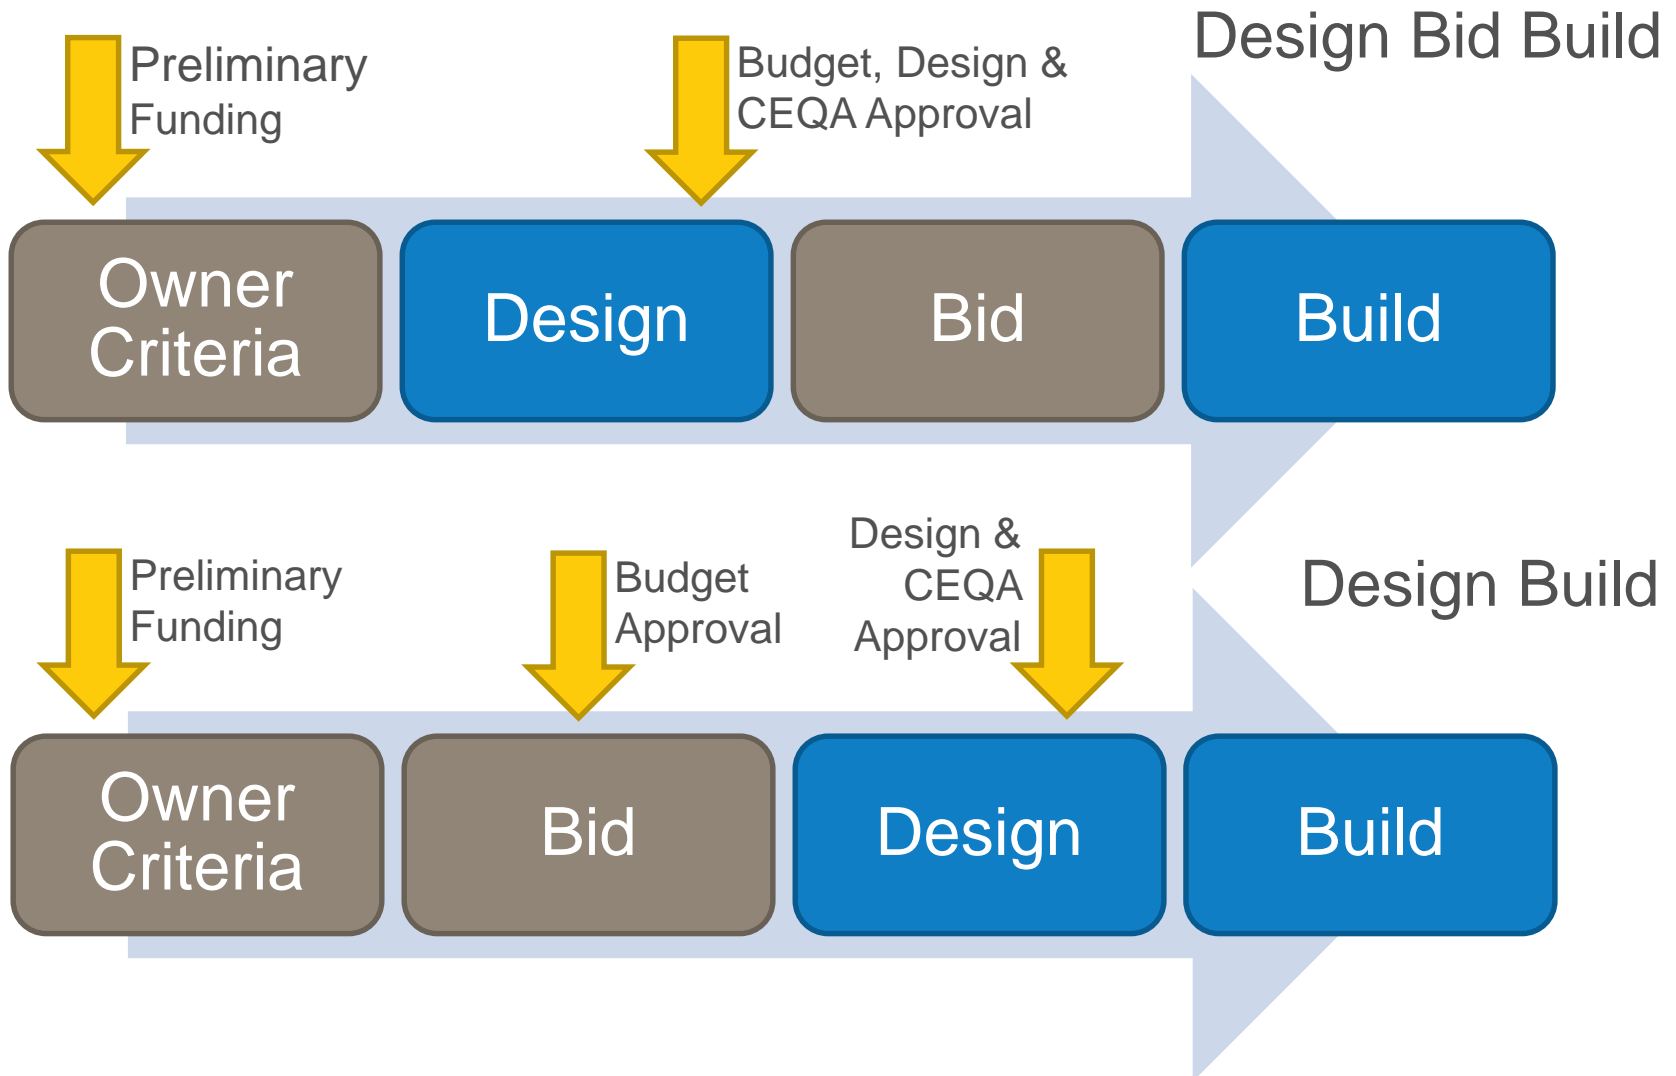 Design Bid Build
Preliminary
Funding
Budget, Design &
CEQA Approval
Owner
Criteria
Design
Bid
Build
Design Build
Preliminary
Funding
Budget
Approval
Design &
CEQA
Approval
Owner
Criteria
Bid
Design
Build